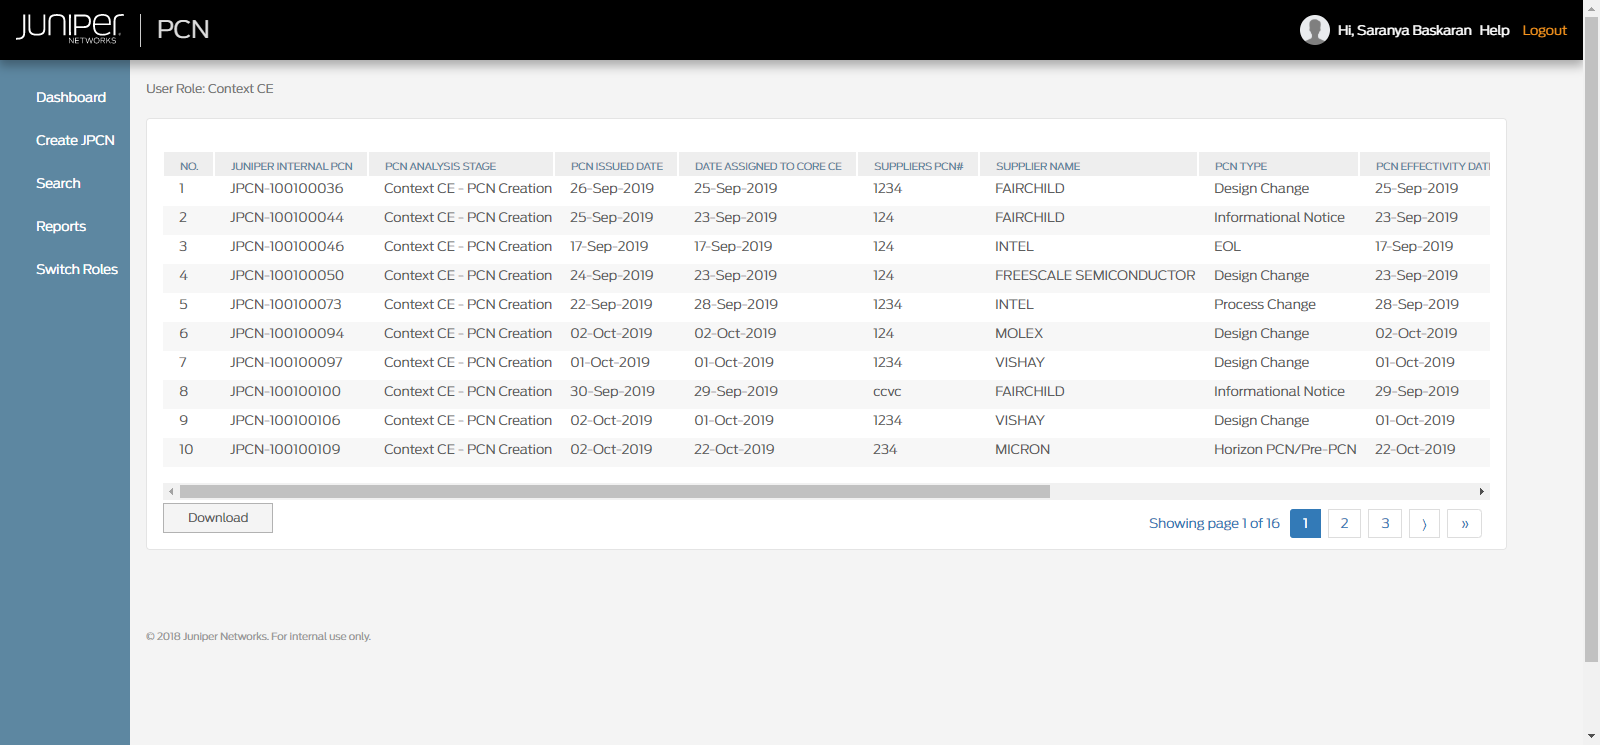 JUNIPER NETWORKS PCN Hi, Saranya Baskaran Help Logout
Dashboard
Create JPCN
Search
Reports
Switch Roles
User Role: Context CE
NO. JUNIPER INTERNAL PCN PCN ANALYSIS STAGE PCN ISSUED DATE DATE ASSIGNED TO CORE CE SUPPLIERS PCN# SUPPLIER NAME PCN TYPE PCN EFFECTIVITY DATE
1 JPCN-100100036 Context CE - PCN Creation 26-Sep-2019 25-Sep-2019 1234 FAIRCHILD Design Change 25-Sep-2019
2 JPCN-100100044 Context CE - PCN Creation 25-Sep-2019 23-Sep-2019 124 FAIRCHILD Informational Notice 23-Sep-2019
3 JPCN-100100046 Context CE - PCN Creation 17-Sep-2019 17-Sep-2019 124 INTEL EOL 17-Sep-2019
4 JPCN-100100050 Context CE - PCN Creation 24-Sep-2019 23-Sep-2019 124 FREESCALE SEMICONDUCTOR Design Change 23-Sep-2019
5 JPCN-100100073 Context CE - PCN Creation 22-Sep-2019 28-Sep-2019 1234 INTEL Process Change 28-Sep-2019
6 JPCN-100100094 Context CE - PCN Creation 02-Oct-2019 02-Oct-2019 124 MOLEX Design Change 02-Oct-2019
7 JPCN-100100097 Context CE - PCN Creation 01-Oct-2019 01-Oct-2019 1234 VISHAY Design Change 01-Oct-2019
8 JPCN-100100100 Context CE - PCN Creation 30-Sep-2019 29-Sep-2019 ccvc FAIRCHILD Informational Notice 29-Sep-2019
9 JPCN-100100106 Context CE - PCN Creation 02-Oct-2019 01-Oct-2019 1234 VISHAY Design Change 01-Oct-2019
10 JPCN-100100109 Context CE - PCN Creation 02-Oct-2019 22-Oct-2019 234 MICRON Horizon PCN/Pre-PCN 22-Oct-2019
Download
Showing page 1 of 16 1 2 3 ⟩ »
© 2018 Juniper Networks. For internal use only.